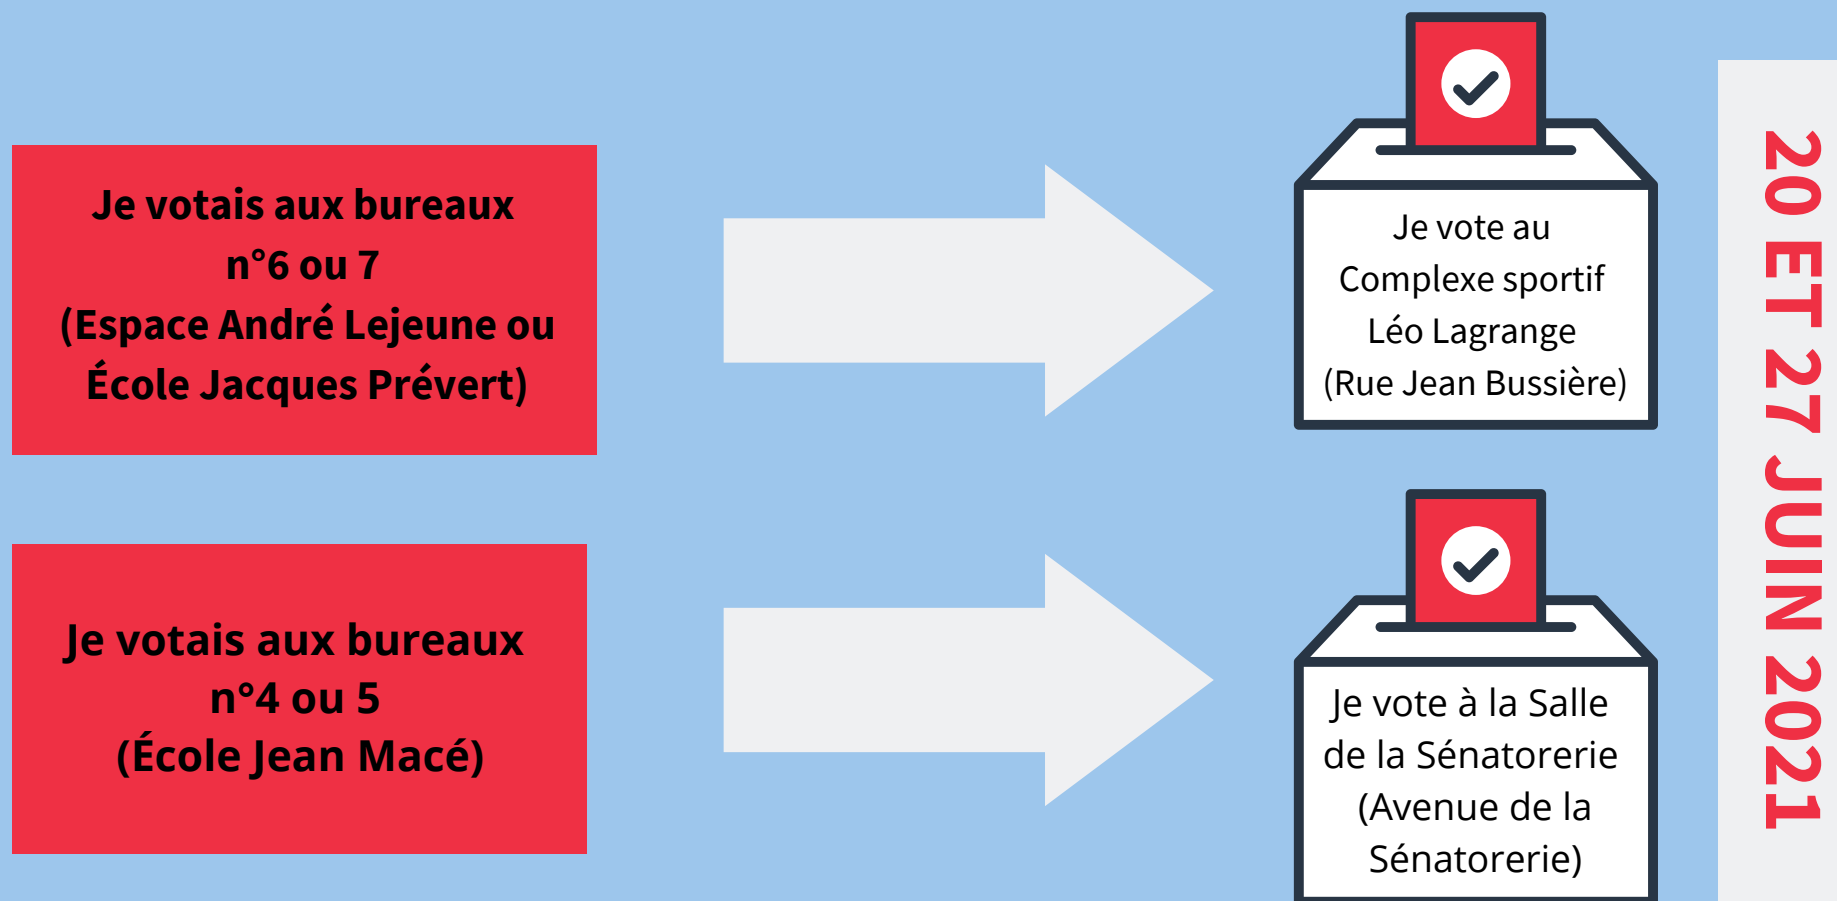 Je votais aux bureaux
n°6 ou 7
(Espace André Lejeune ou
École Jacques Prévert)
Je vote au
Complexe sportif
Léo Lagrange
(Rue Jean Bussière)
Je votais aux bureaux
n°4 ou 5
(École Jean Macé)
Je vote à la Salle
de la Sénatorerie
(Avenue de la
Sénatorerie)
20 ET 27 JUIN 2021